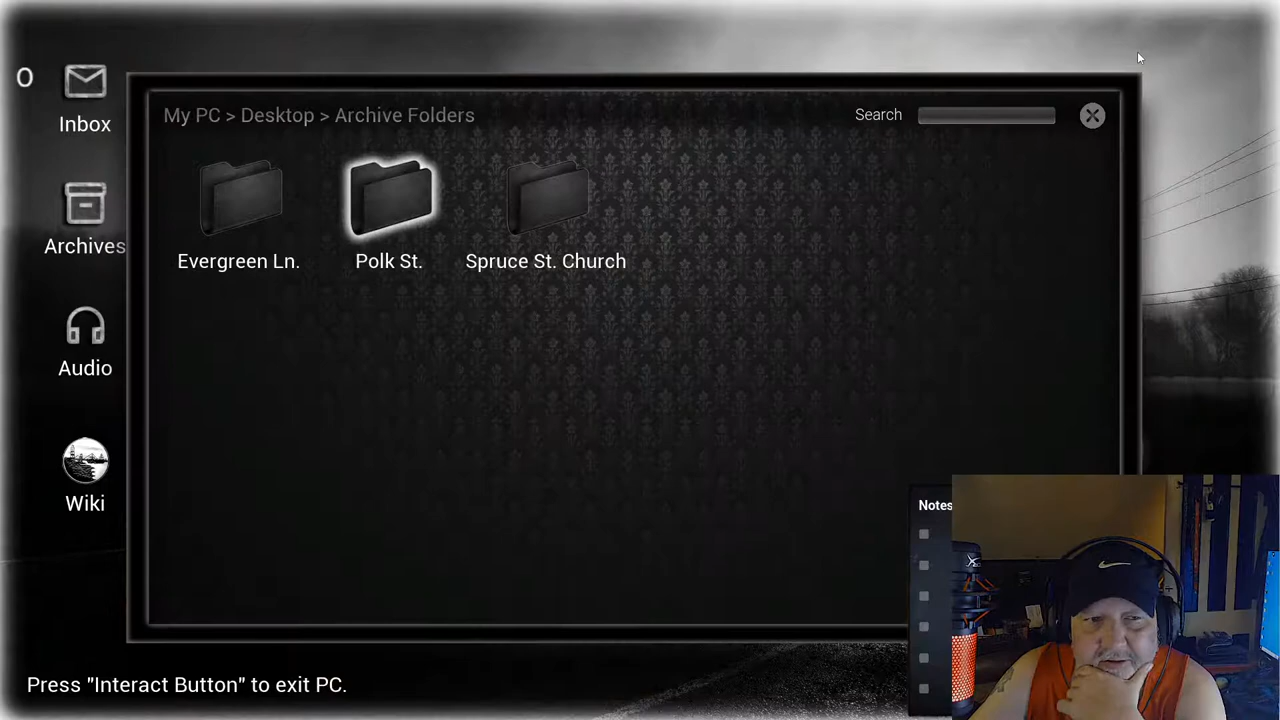 O
Inbox
My PC > Desktop > Archive Folders
Search
Evergreen Ln.
Polk St.
Spruce St. Church
Archives
Audio
Wiki
Notes
Press "Interact Button" to exit PC.